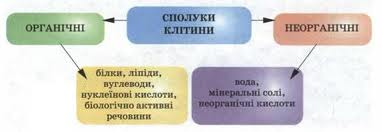 СПОЛУКИ
КЛІТИНИ
ОРГАНІЧНІ
НЕОРГАНІЧНІ
білки, ліпіди,
вуглеводи,
нуклеїнові кислоти,
біологічно активні
речовини
вода,
мінеральні солі,
неорганічні кислоти